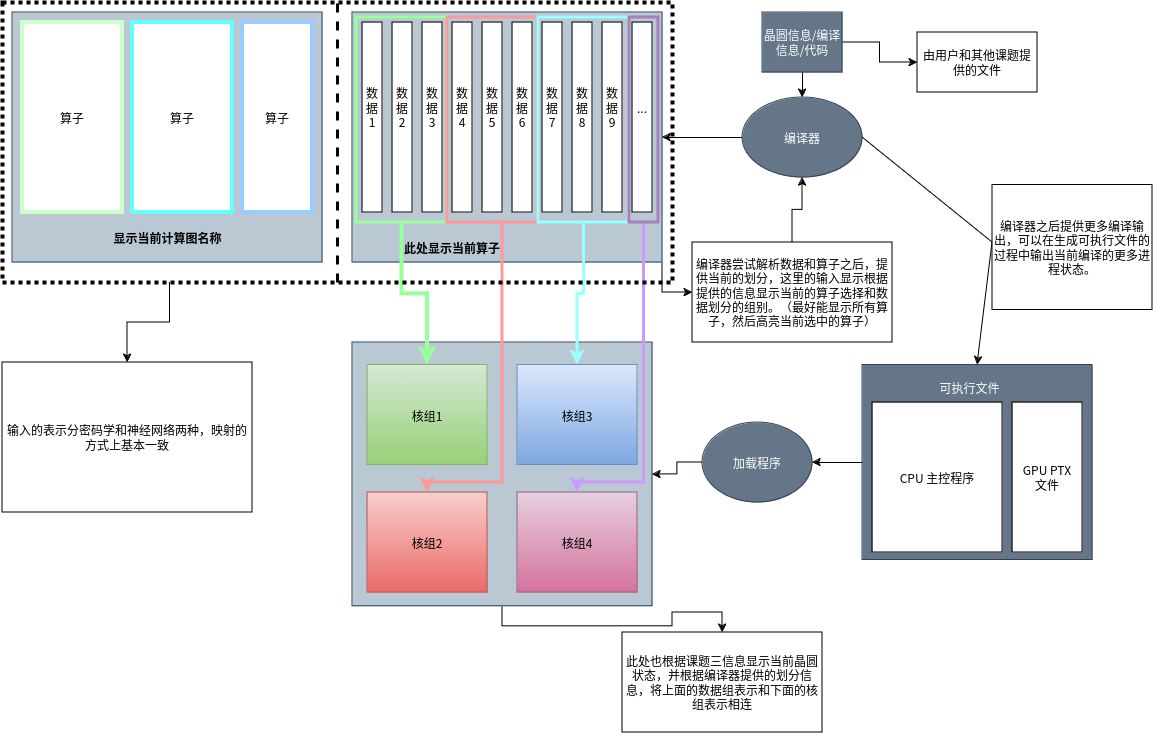 算子
算子
算子
显示当前计算图名称
数
据
1
数
据
2
数
据
3
数
据
4
数
据
5
数
据
6
数
据
7
数
据
8
数
据
9
...
此处显示当前算子
晶圆信息/编译
信息/代码
由用户和其他课题提
供的文件
编译器
编译器之后提供更多编译输
出，可以在生成可执行文件的
过程中输出当前编译的更多进
程状态。
编译器尝试解析数据和算子之后，提
供当前的划分，这里的输入显示根据
提供的信息显示当前的算子选择和数
据划分的组别。（最好能显示所有算
子，然后高亮当前选中的算子）
输入的表示分密码学和神经网络两种，映射的
方式上基本一致
核组1
核组3
核组2
核组4
加载程序
可执行文件
CPU 主控程序
GPU PTX
文件
此处也根据课题三信息显示当前晶圆
状态，并根据编译器提供的划分信
息，将上面的数据组表示和下面的核
组表示相连